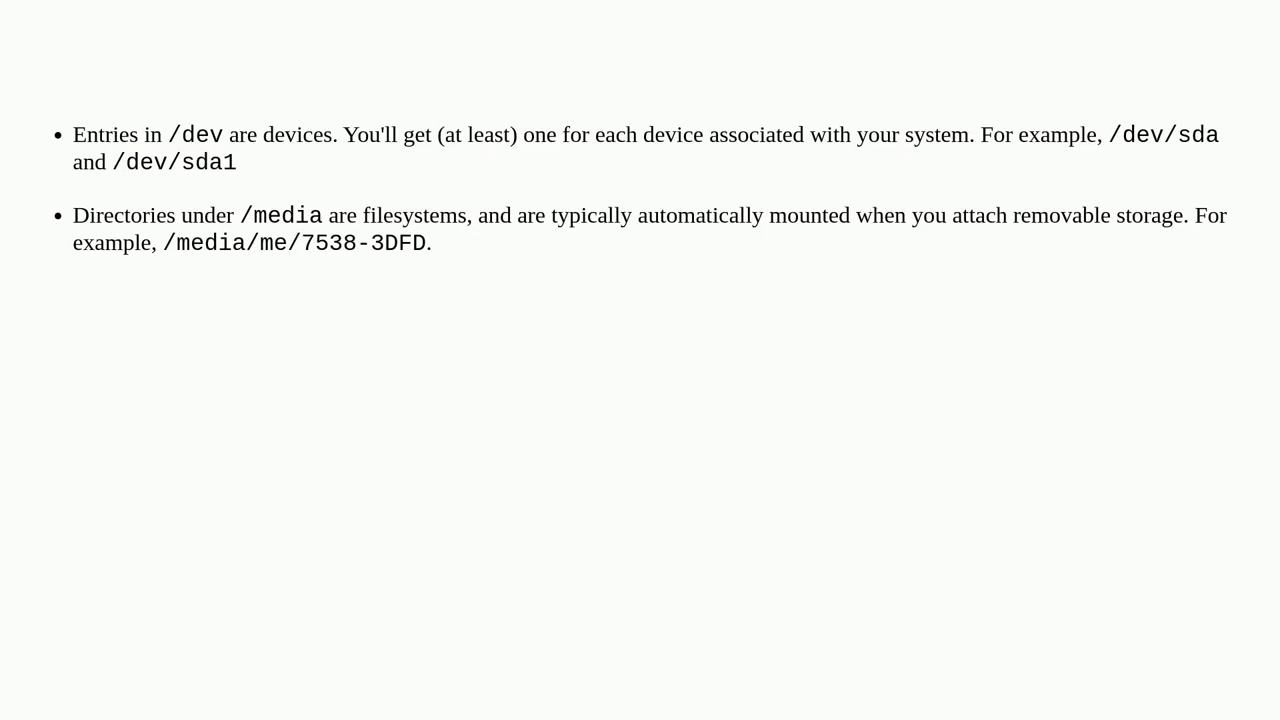 • Entries in /dev are devices. You'll get (at least) one for each device associated with your system. For example, /dev/sda
and /dev/sda1
• Directories under /media are filesystems, and are typically automatically mounted when you attach removable storage. For
example, /media/me/7538-3DFD.